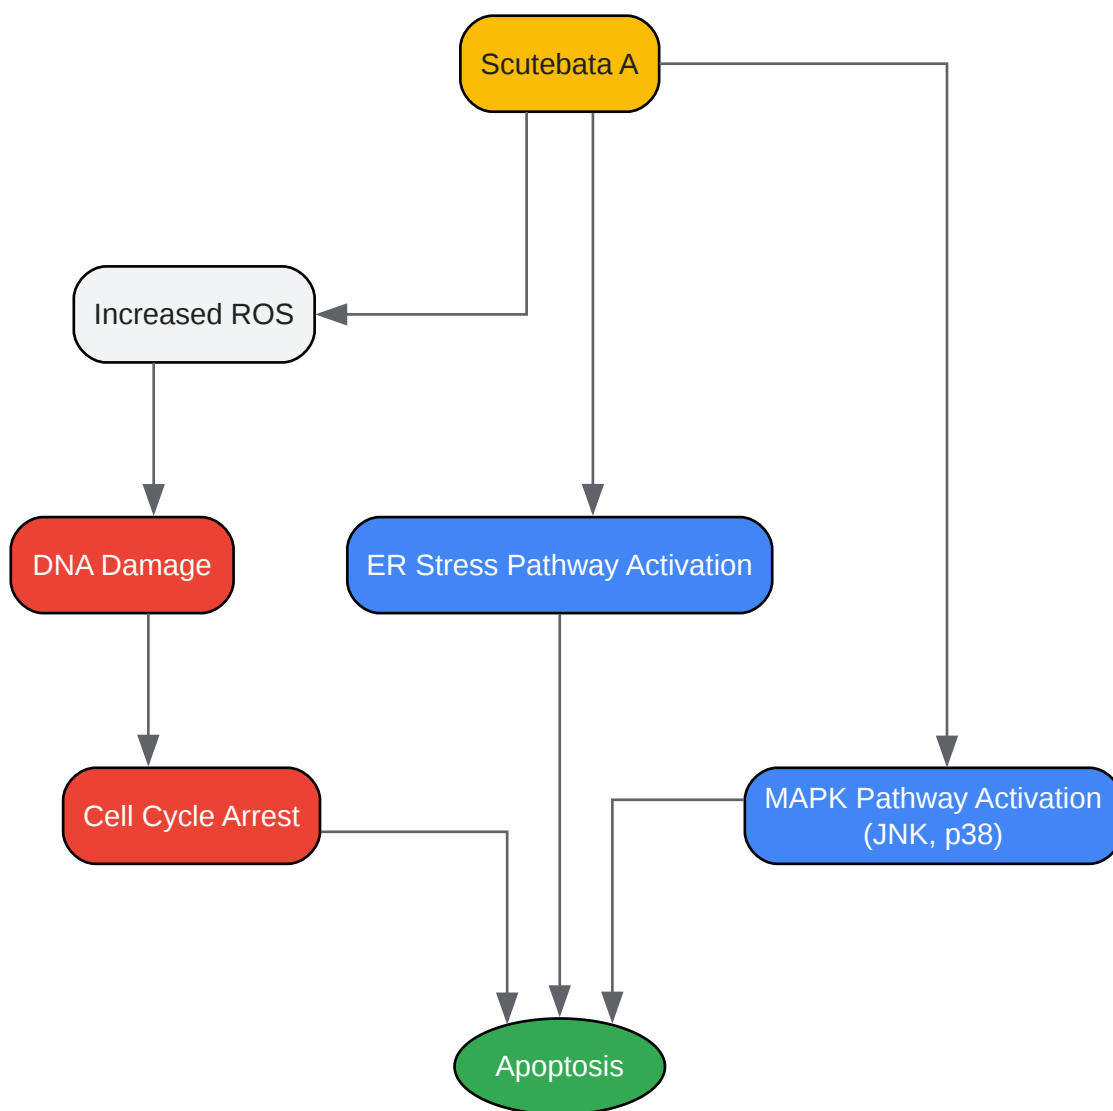 Scutebata A
Increased ROS
DNA Damage
ER Stress Pathway Activation
Cell Cycle Arrest
MAPK Pathway Activation
(JNK, p38)
Apoptosis